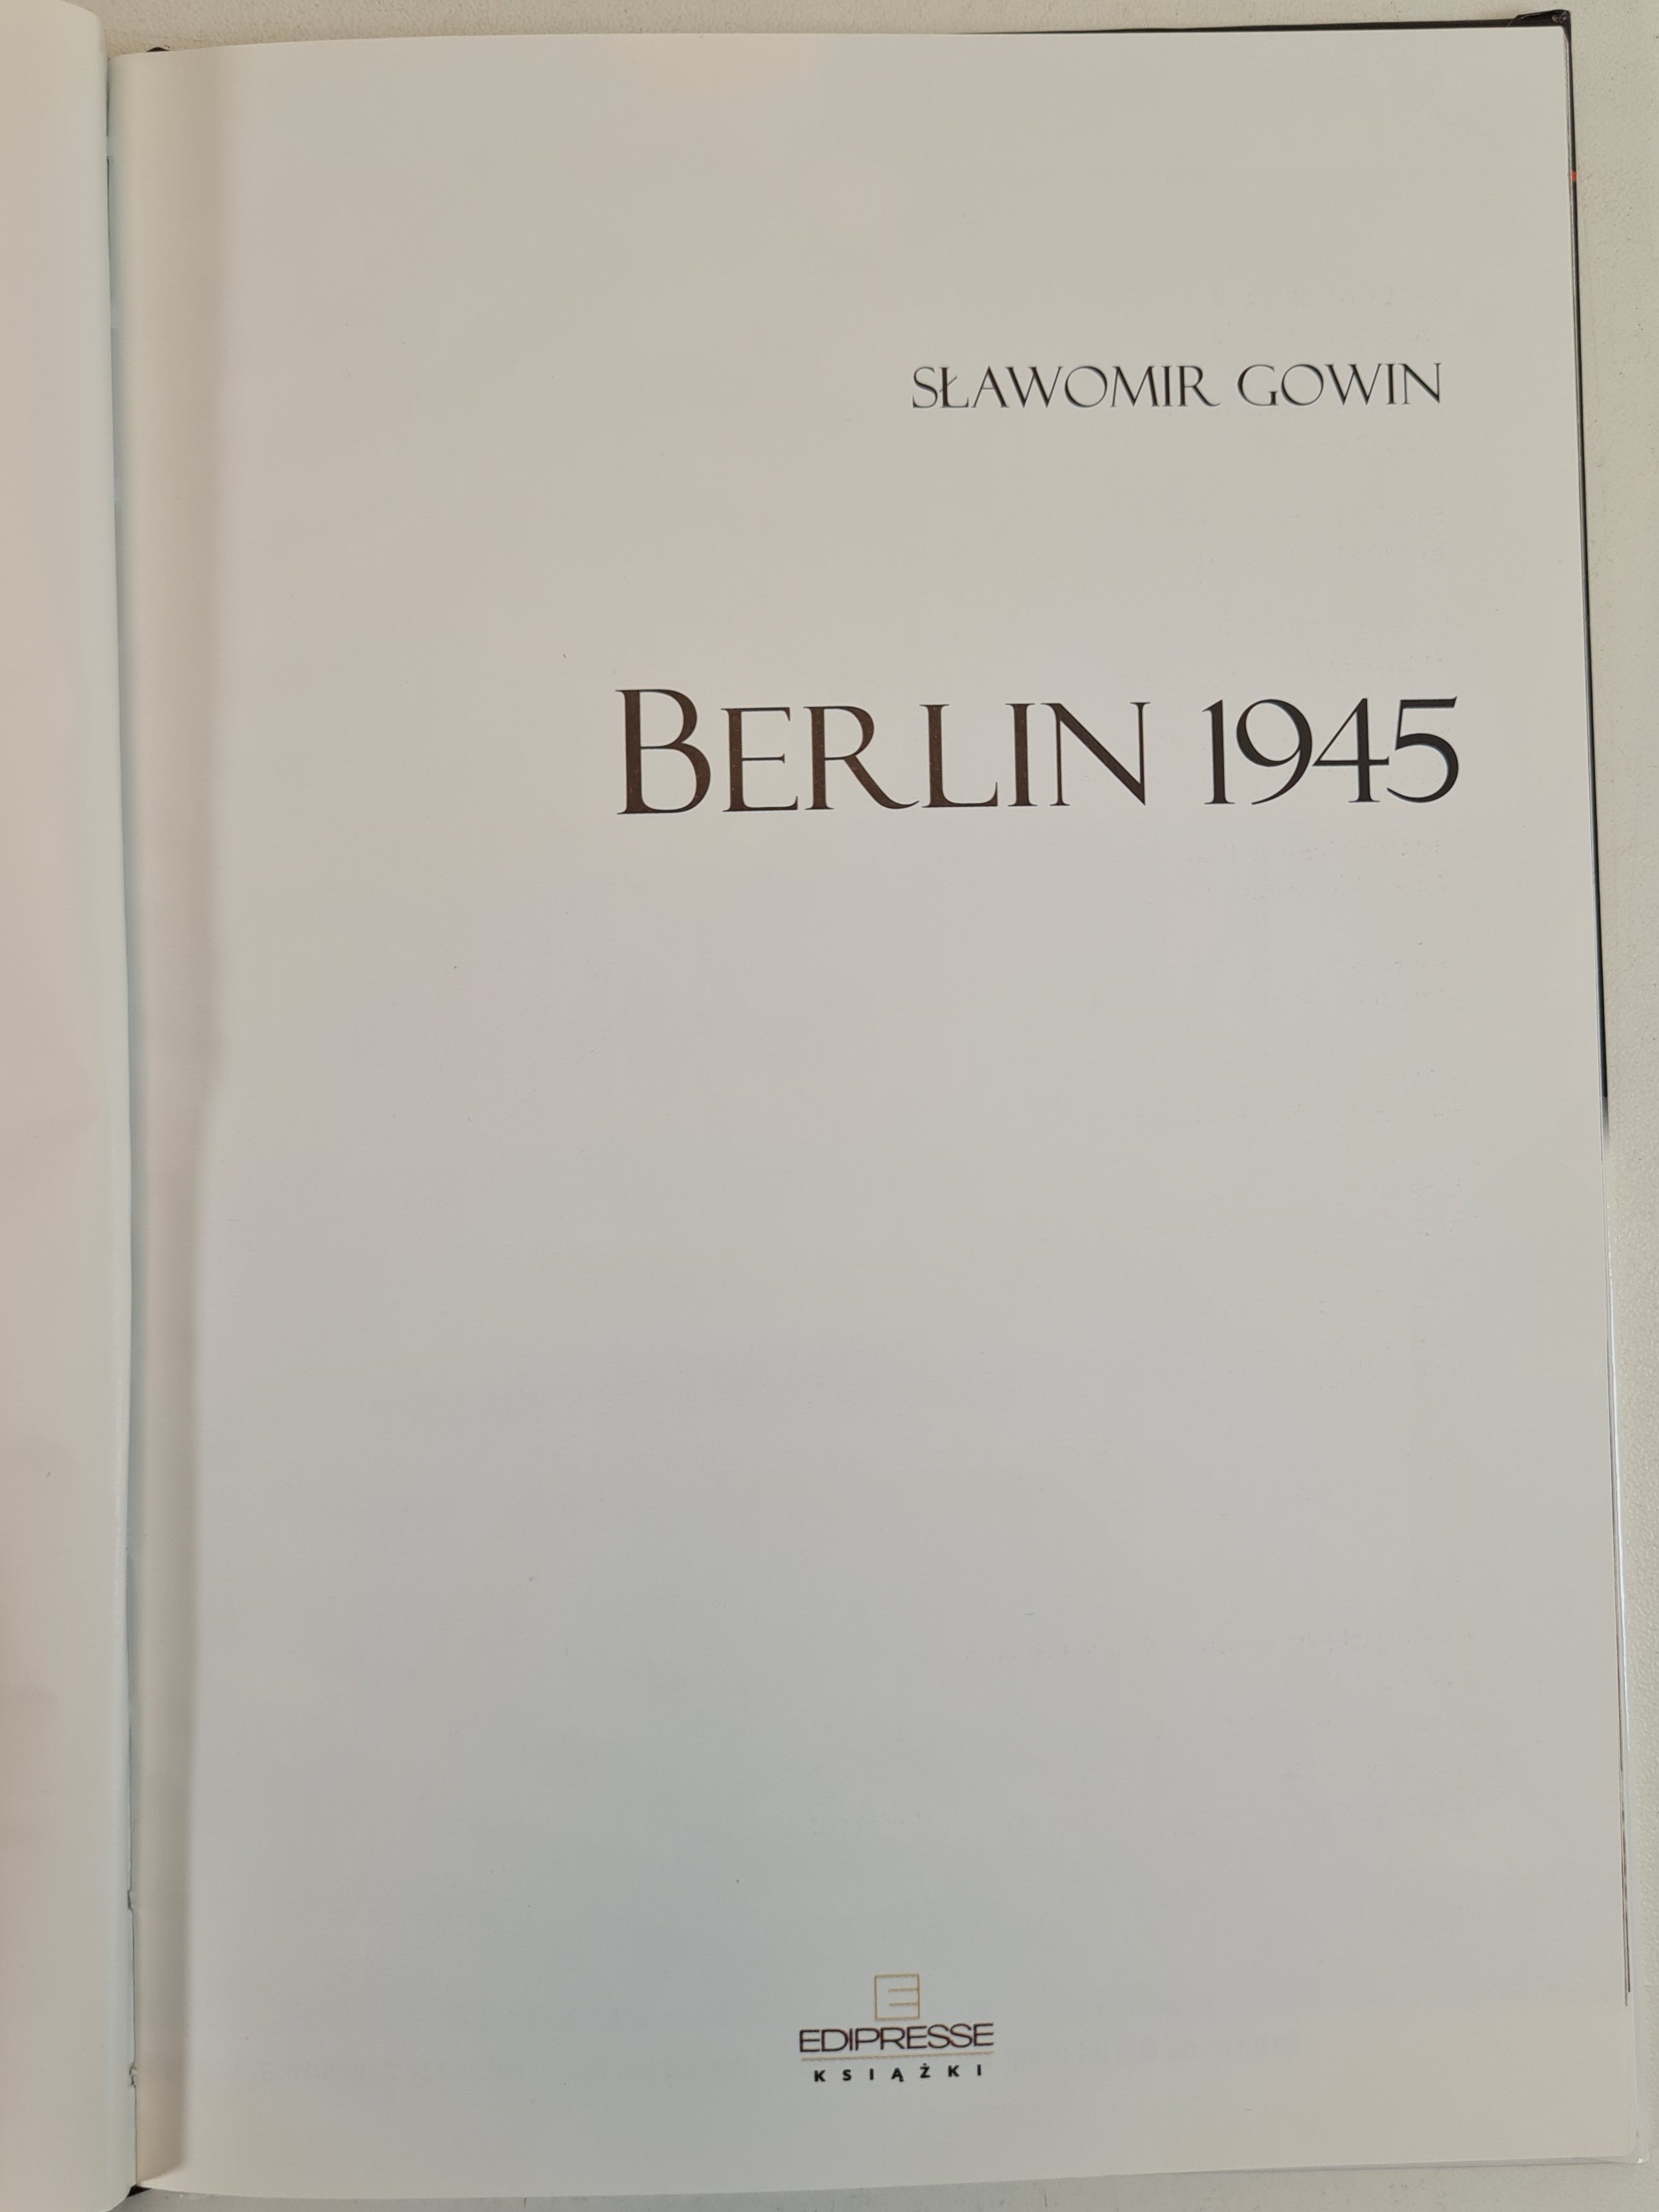 SŁAWOMIR GOWIN
BERLIN 1945
EDIPRESSE
KSIĄŻKI